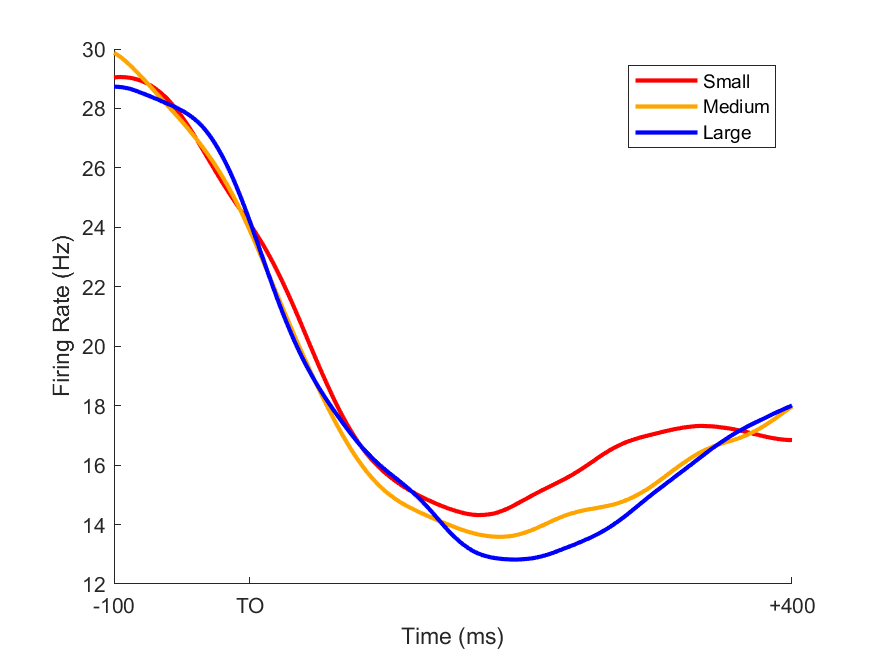 30
28
26
24
22
20
18
16
14
12
Firing Rate (Hz)
Small
Medium
Large
-100
TO
+400
Time (ms)